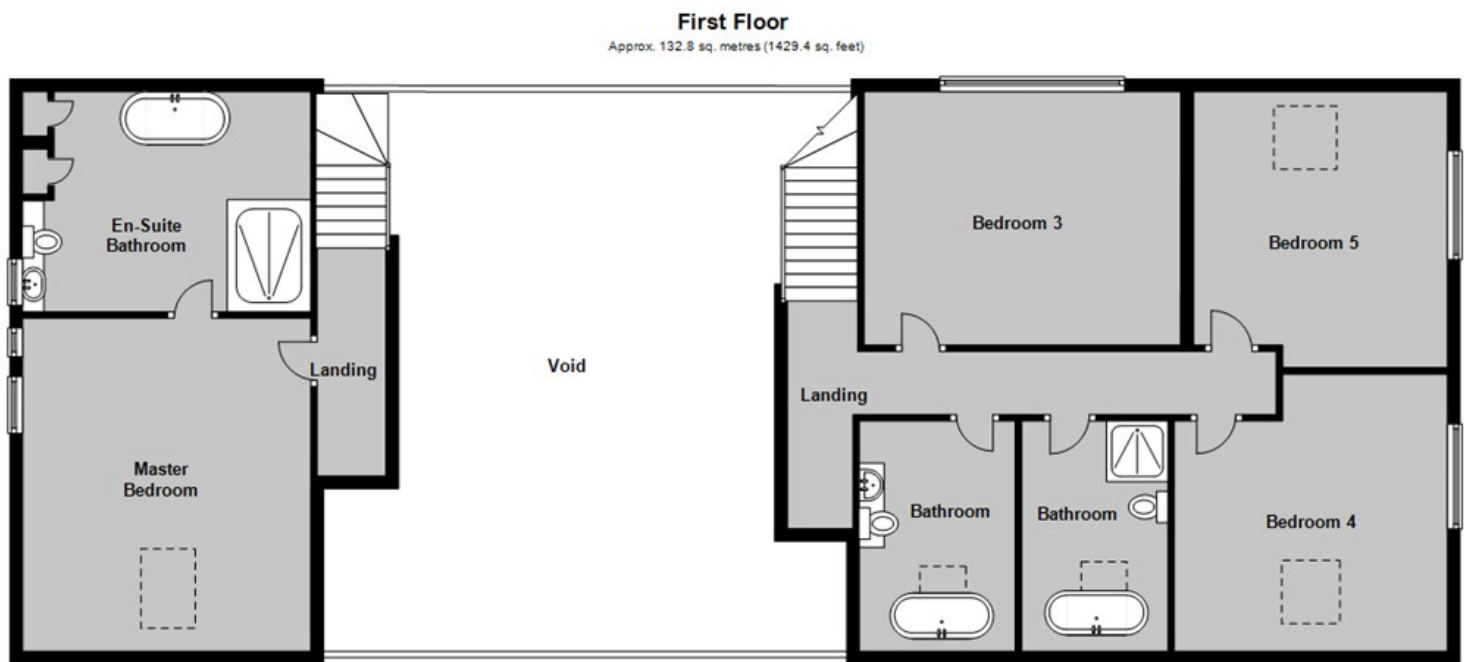 First Floor
Approx. 132.8 sq. metres (1429.4 sq. feet)
En-Suite
Bathroom
Bedroom 3
Bedroom 5
Landing
Void
Landing
Master
Bedroom
Bathroom
Bathroom
Bedroom 4